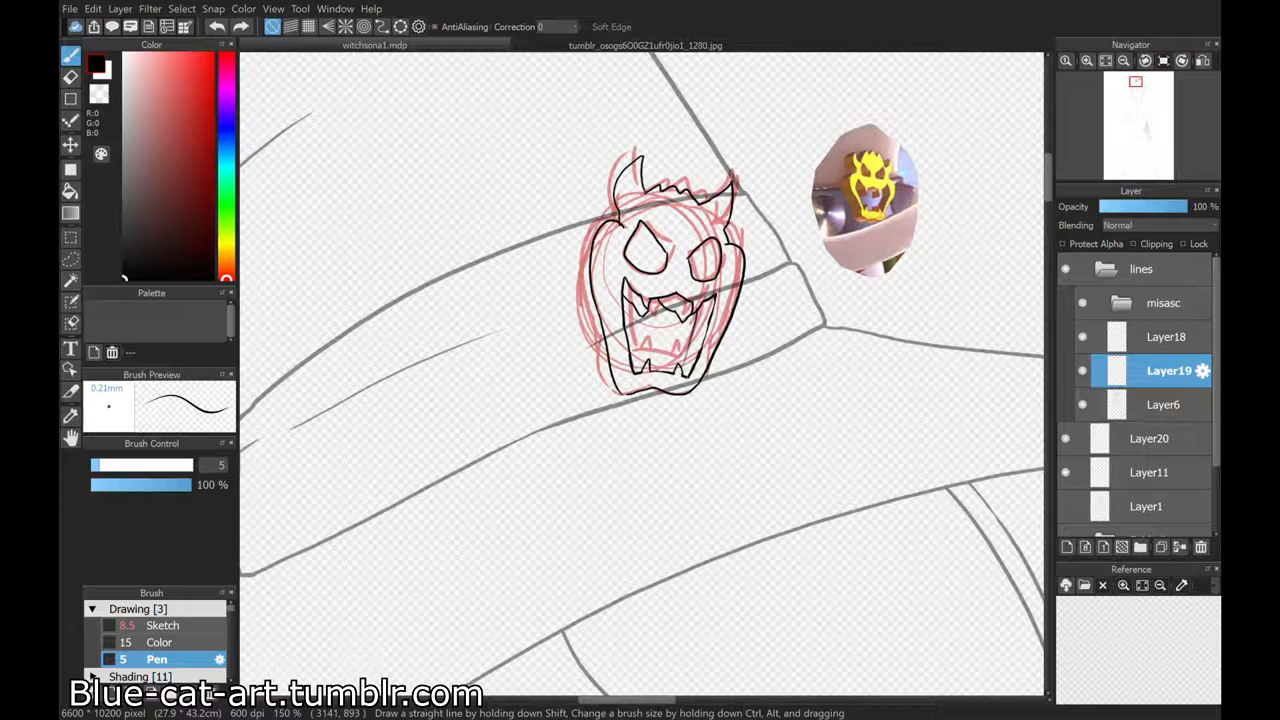 File Edit Layer Filter Select Snap Color View Tool Window Help
AntiAliasing Correction 0 Soft Edge
Color witchsona1.mdp tumblr_osogs6O0GZ1ufr0jio1_1280.jpg Navigator
R:0
G:0
B:0
Layer
Opacity 100 %
Blending Normal
Protect Alpha Clipping Lock
lines
misasc
Layer18
Layer19
Layer6
Layer20
Layer11
Layer1
Palette
---
Brush Preview
0.21mm
Brush Control
5
100 %
Reference
Brush
Drawing [3]
8.5 Sketch
15 Color
5 Pen
Shading [11]
Blue-cat-art.tumblr.com
6600 * 10200 pixel (27.9 * 43.2cm) 600 dpi 150 % ( 3141, 893 ) Draw a straight line by holding down Shift, Change a brush size by holding down Ctrl, Alt, and dragging